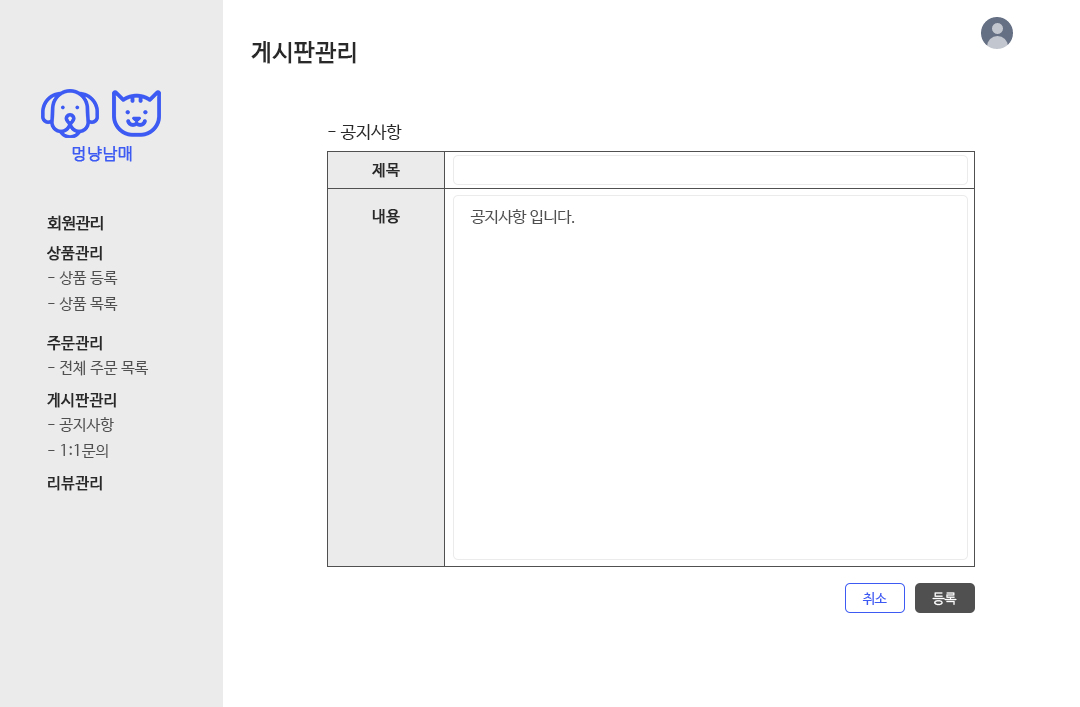 멍냥남매
회원관리
상품관리
- 상품 등록
- 상품 목록
주문관리
- 전체 주문 목록
게시판관리
- 공지사항
- 1:1문의
리뷰관리
게시판관리
- 공지사항
제목
내용
공지사항 입니다.
취소
등록